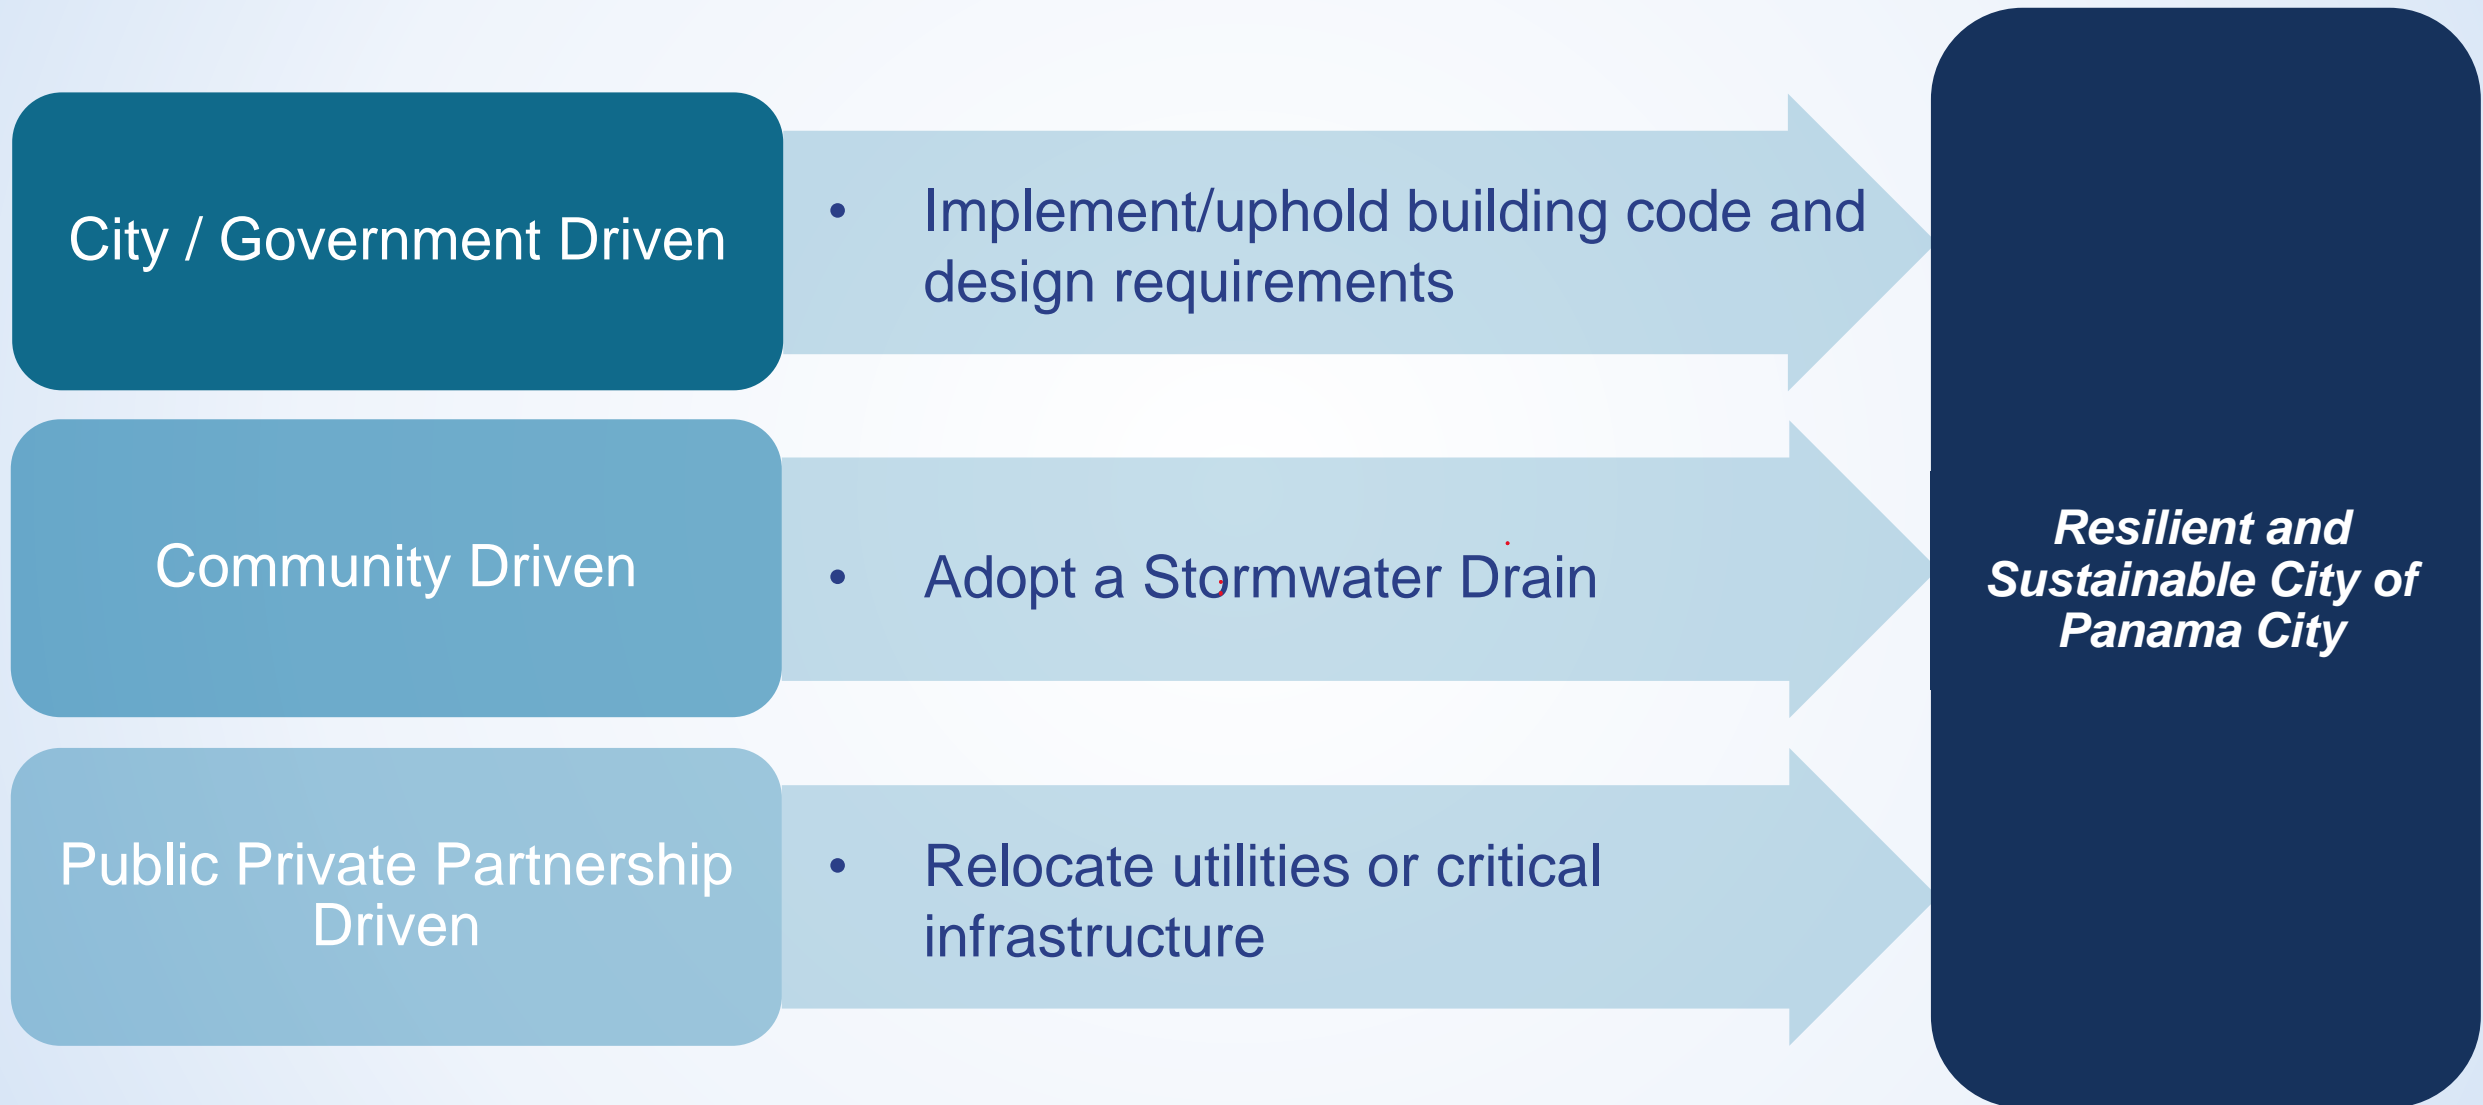 City / Government Driven
• Implement/uphold building code and
design requirements
Community Driven
• Adopt a Stormwater Drain
Public Private Partnership
Driven
• Relocate utilities or critical
infrastructure
Resilient and
Sustainable City of
Panama City